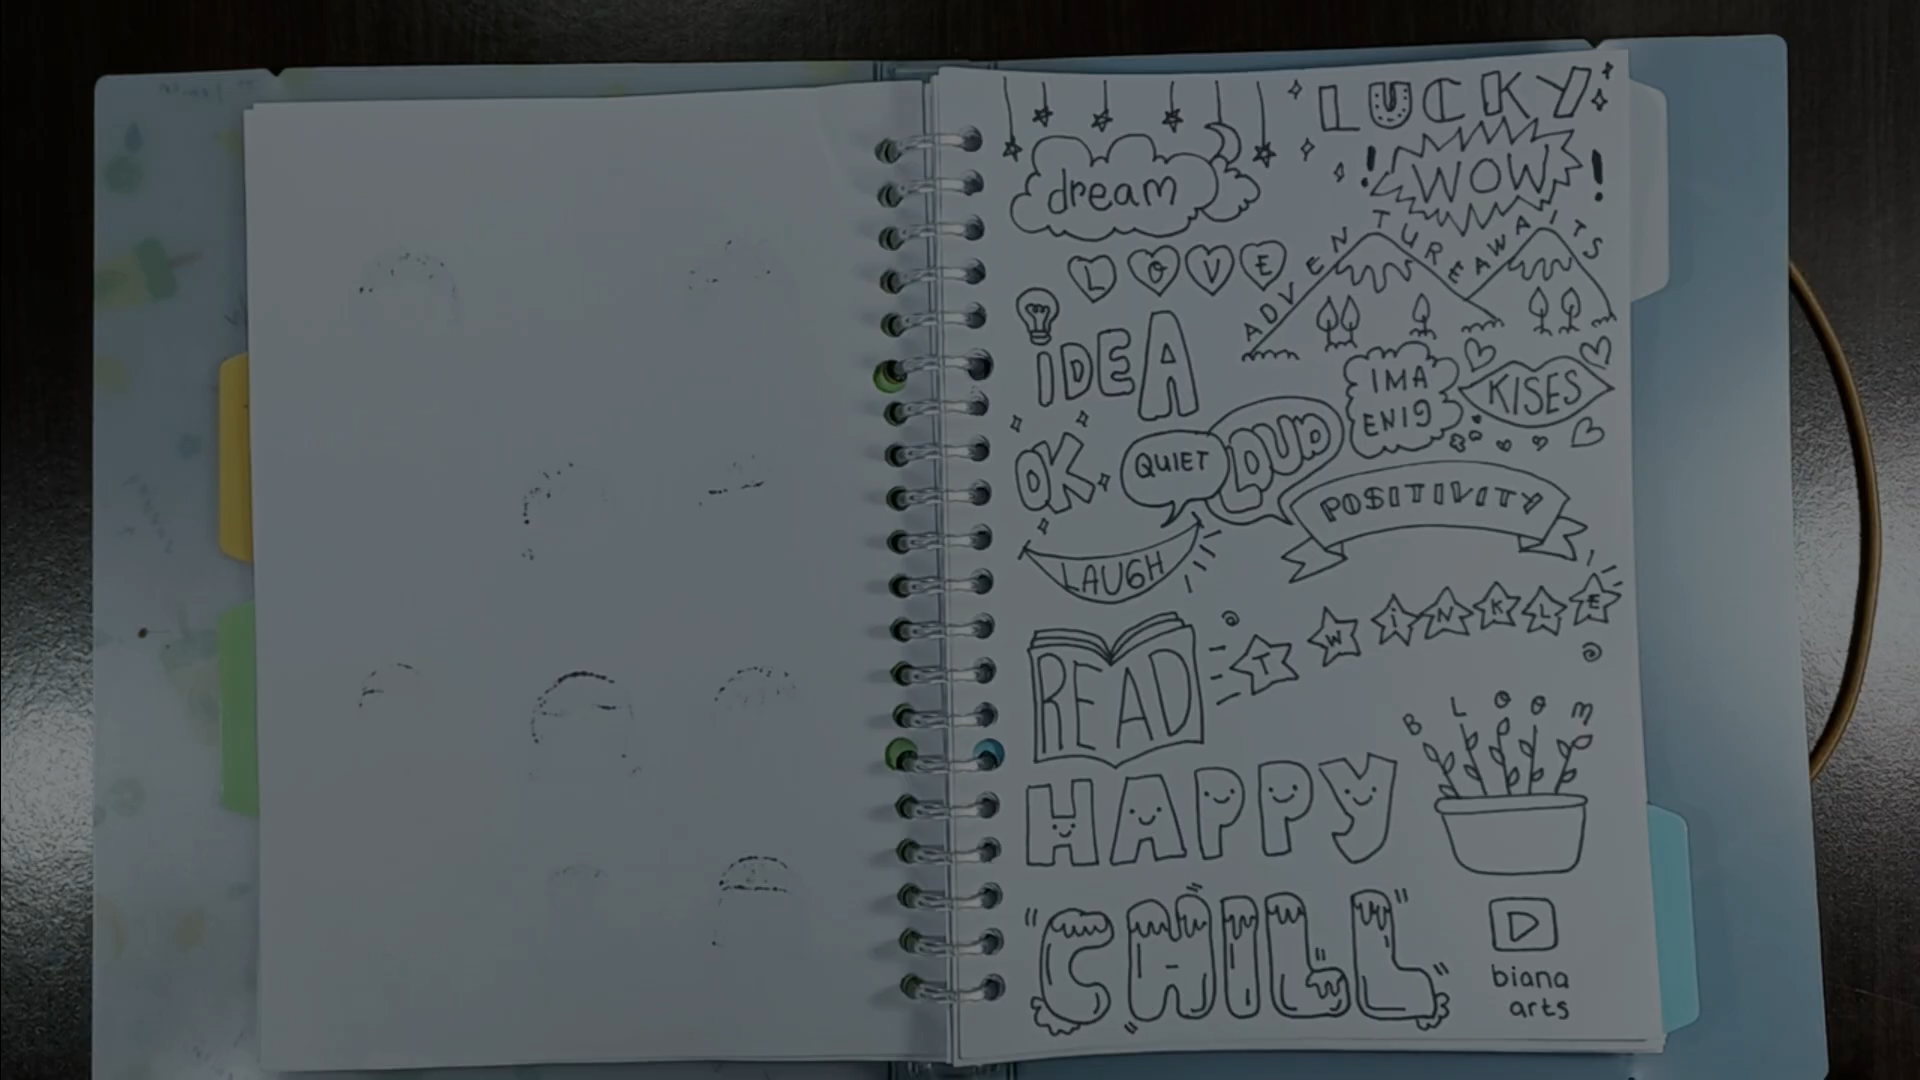 LUCKY
dream
! WOW !
LOVE
ADVENTURE AWAITS
IDEA
IMA
ENIG
KISES
OK
QUIET
LOUD
POSITIVITY
LAUGH
TWINKLE
READ
BLOOM
HAPPY
"CHILL"
biana
arts